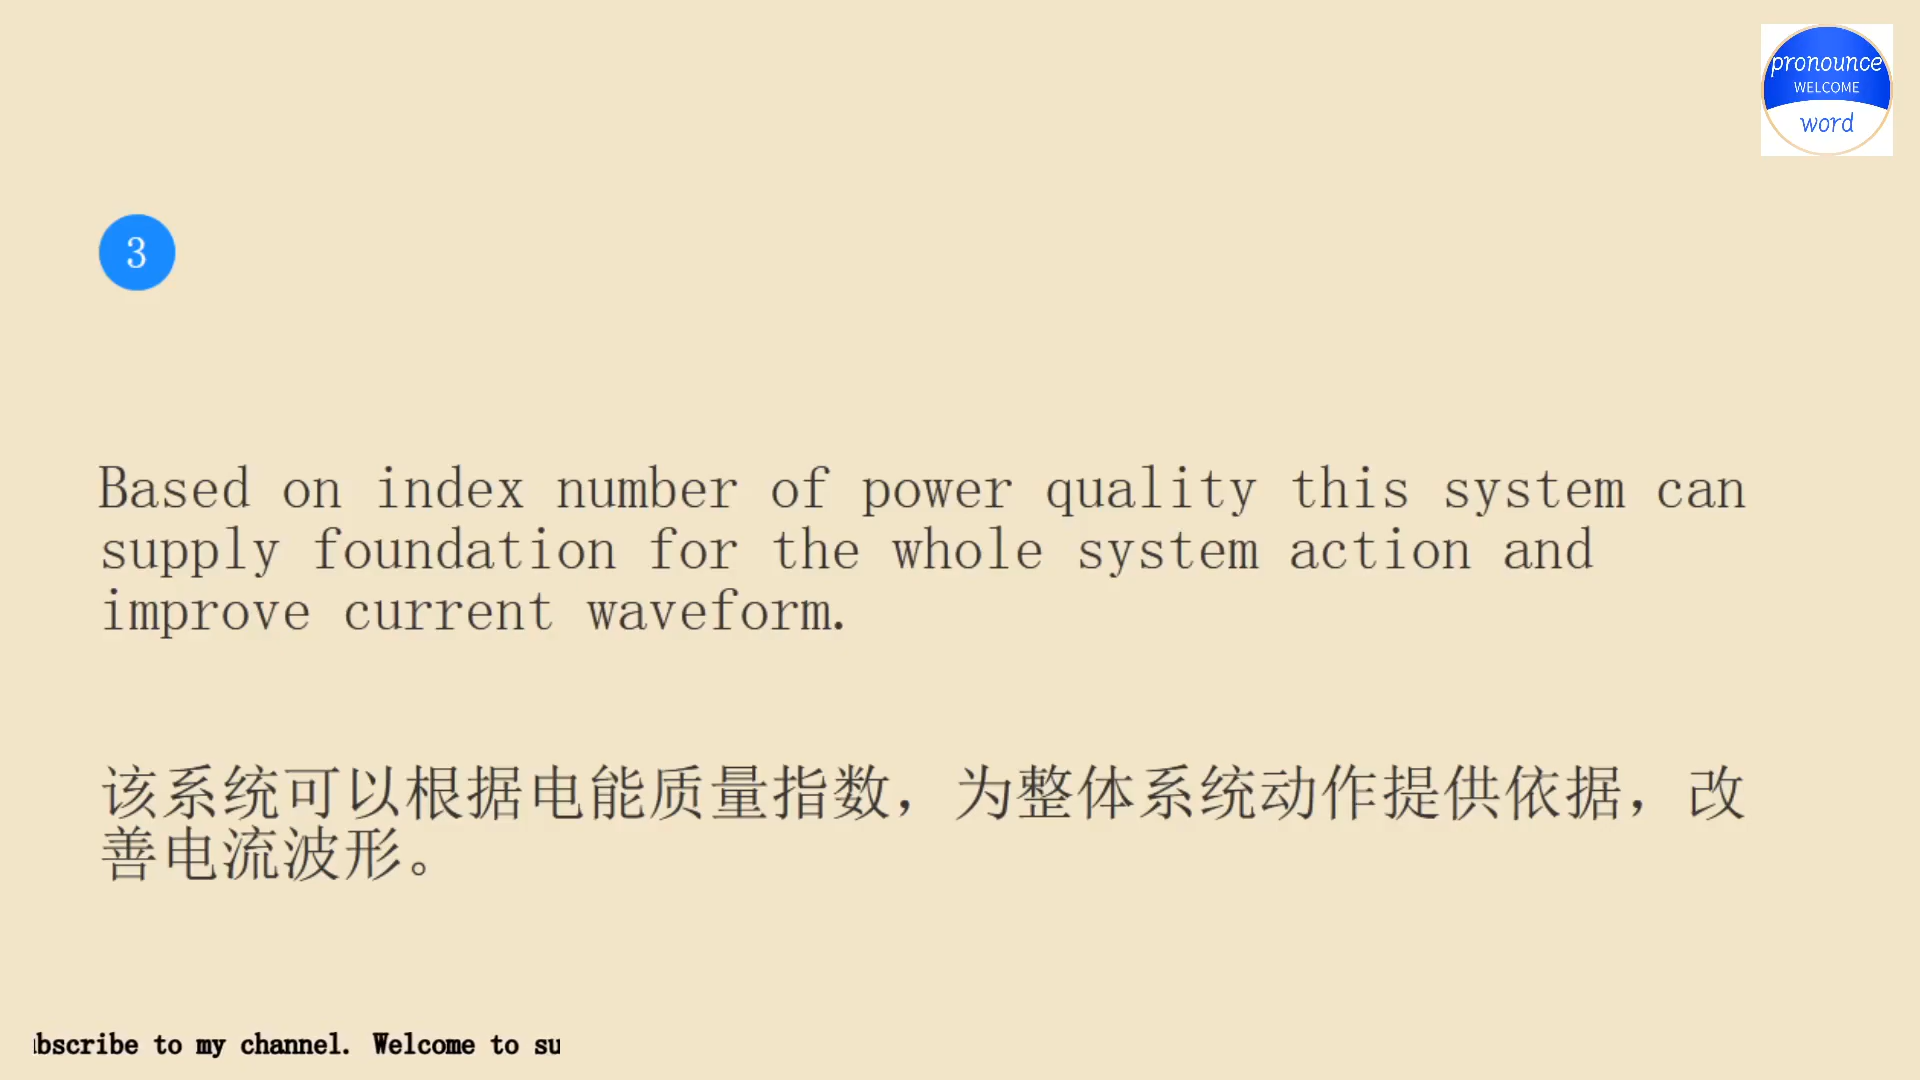 pronounce
WELCOME
word
3
Based on index number of power quality this system can
supply foundation for the whole system action and
improve current waveform.
该系统可以根据电能质量指数，为整体系统动作提供依据，改
善电流波形。
ubscribe to my channel. Welcome to su